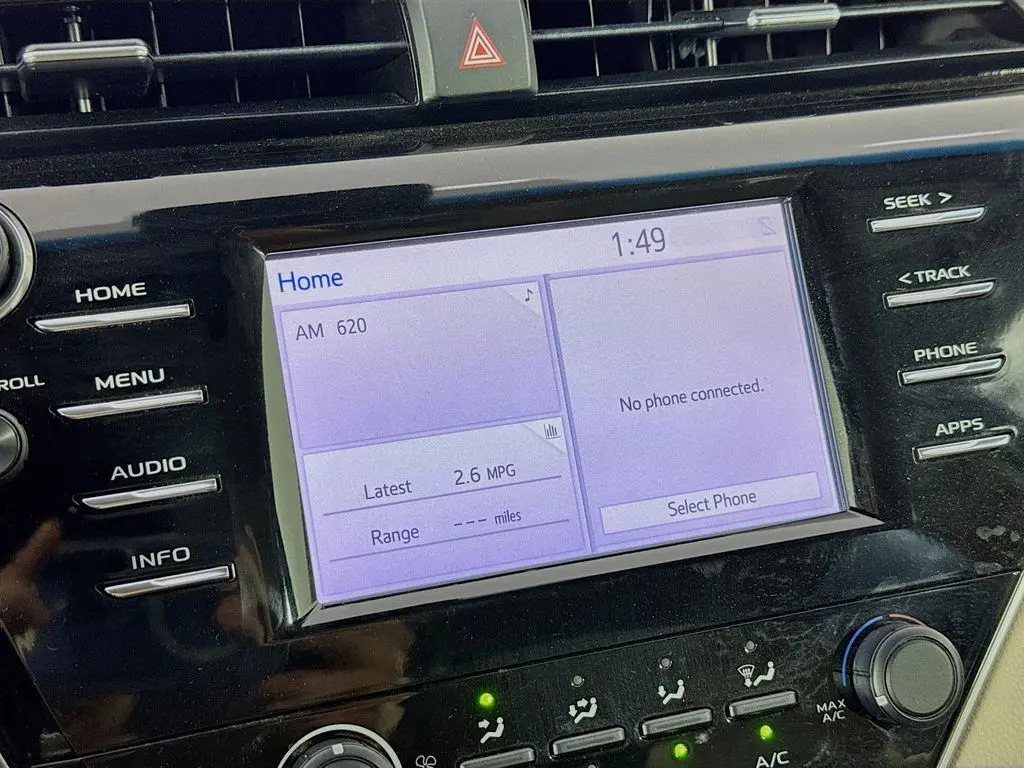 1:49
Home
AM 620
No phone connected.
Latest 2.6 MPG
Range --- miles
Select Phone
HOME
MENU
ROLL
AUDIO
INFO
SEEK >
< TRACK
PHONE
APPS
MAX
A/C
A/C